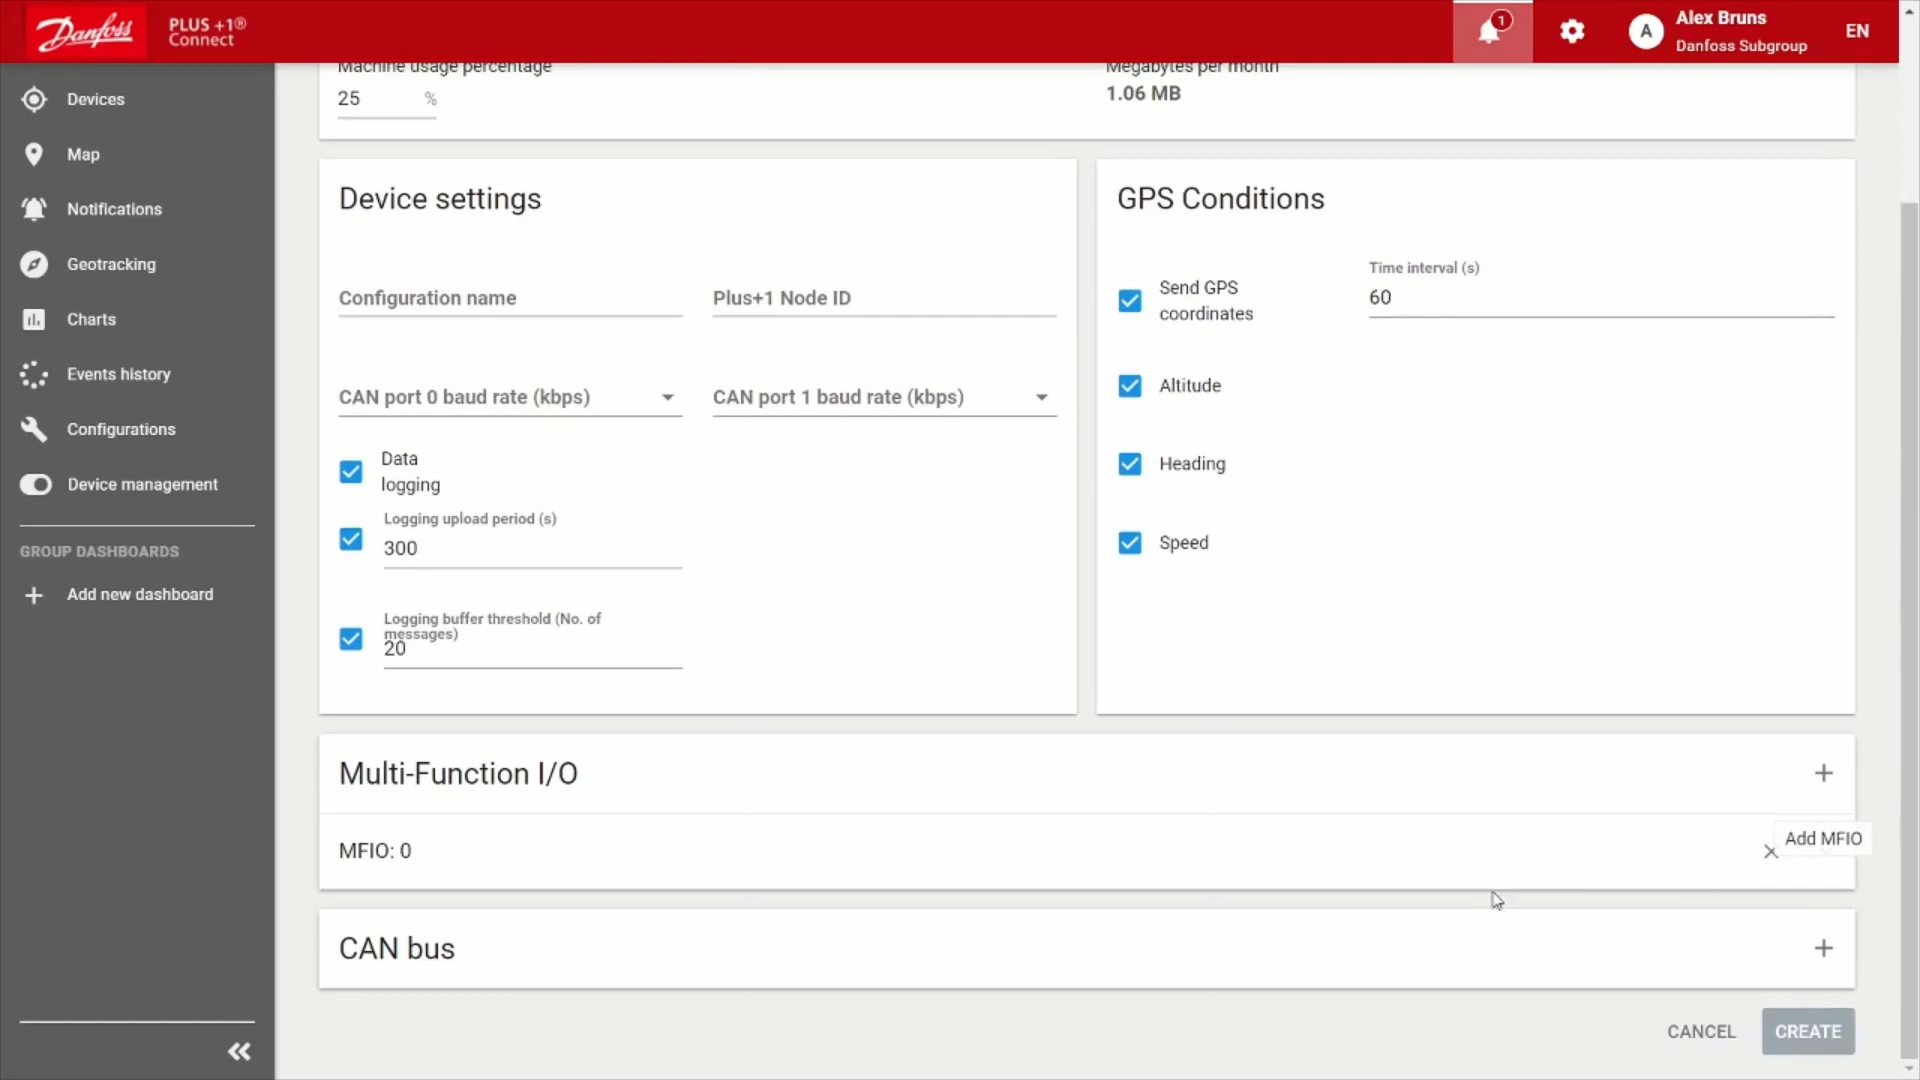 Danfoss
PLUS +1®
Connect
1
A
Alex Bruns
Danfoss Subgroup
EN
Devices
Map
Notifications
Geotracking
Charts
Events history
Configurations
Device management
GROUP DASHBOARDS
Add new dashboard
Machine usage percentage
25 %
Megabytes per month
1.06 MB
Device settings
Configuration name
Plus+1 Node ID
CAN port 0 baud rate (kbps)
CAN port 1 baud rate (kbps)
Data
logging
Logging upload period (s)
300
Logging buffer threshold (No. of
messages)
20
GPS Conditions
Send GPS
coordinates
Time interval (s)
60
Altitude
Heading
Speed
Multi-Function I/O
MFIO: 0
Add MFIO
CAN bus
CANCEL
CREATE